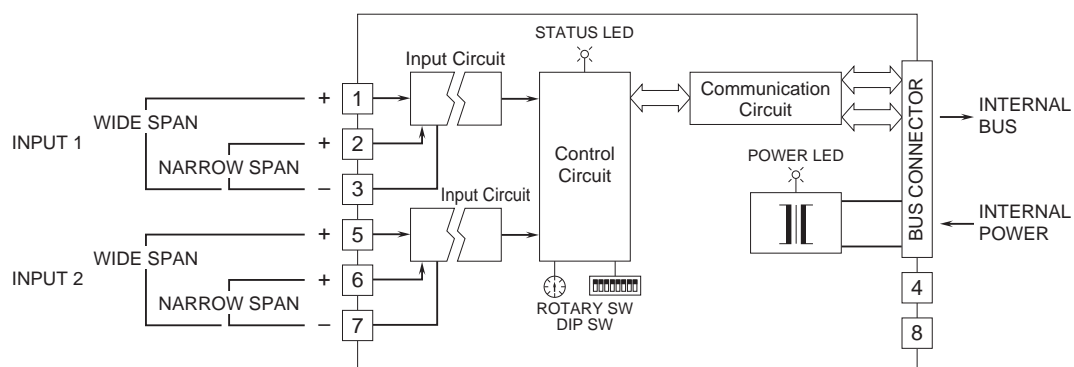 STATUS LED
Input Circuit
+ 1
WIDE SPAN
INPUT 1
+ 2
NARROW SPAN
– 3
Control
Circuit
Communication
Circuit
BUS CONNECTOR
INTERNAL
BUS
POWER LED
INTERNAL
POWER
Input Circuit
+ 5
WIDE SPAN
INPUT 2
+ 6
NARROW SPAN
– 7
ROTARY SW
DIP SW
4
8